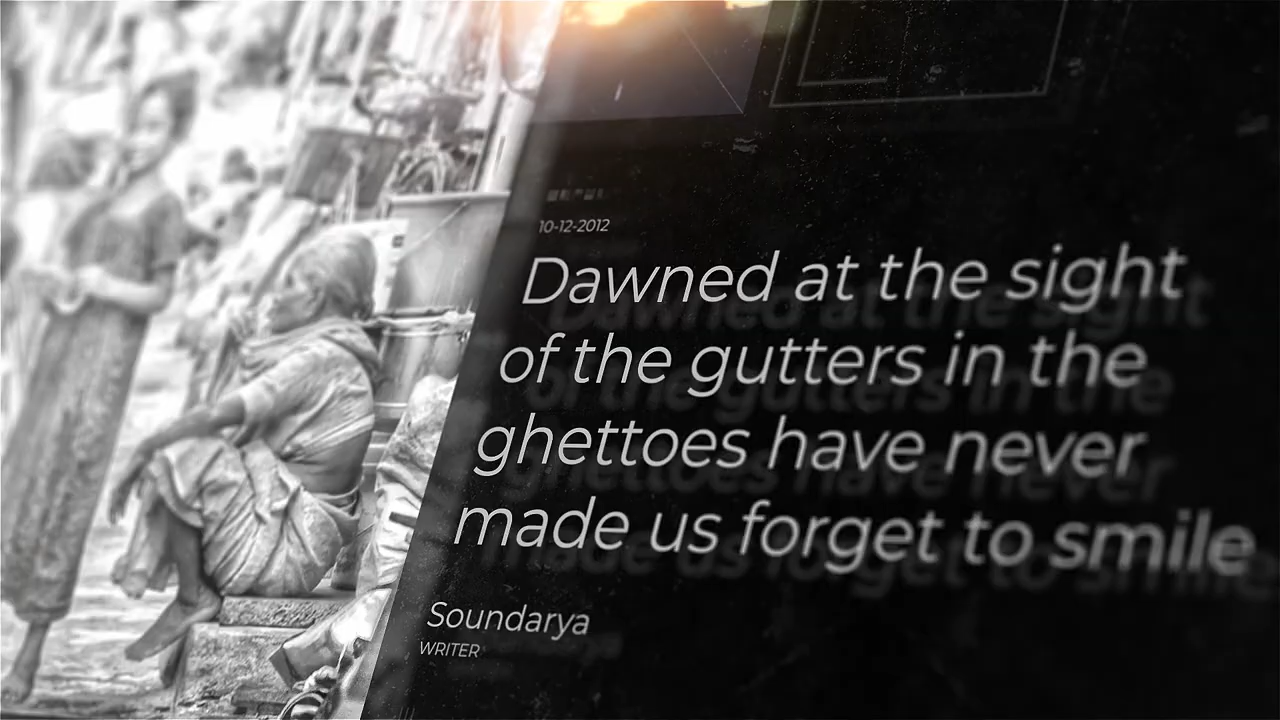 10-12-2012
Dawned at the sight
of the gutters in the
ghettoes have never
made us forget to smile
Soundarya
WRITER